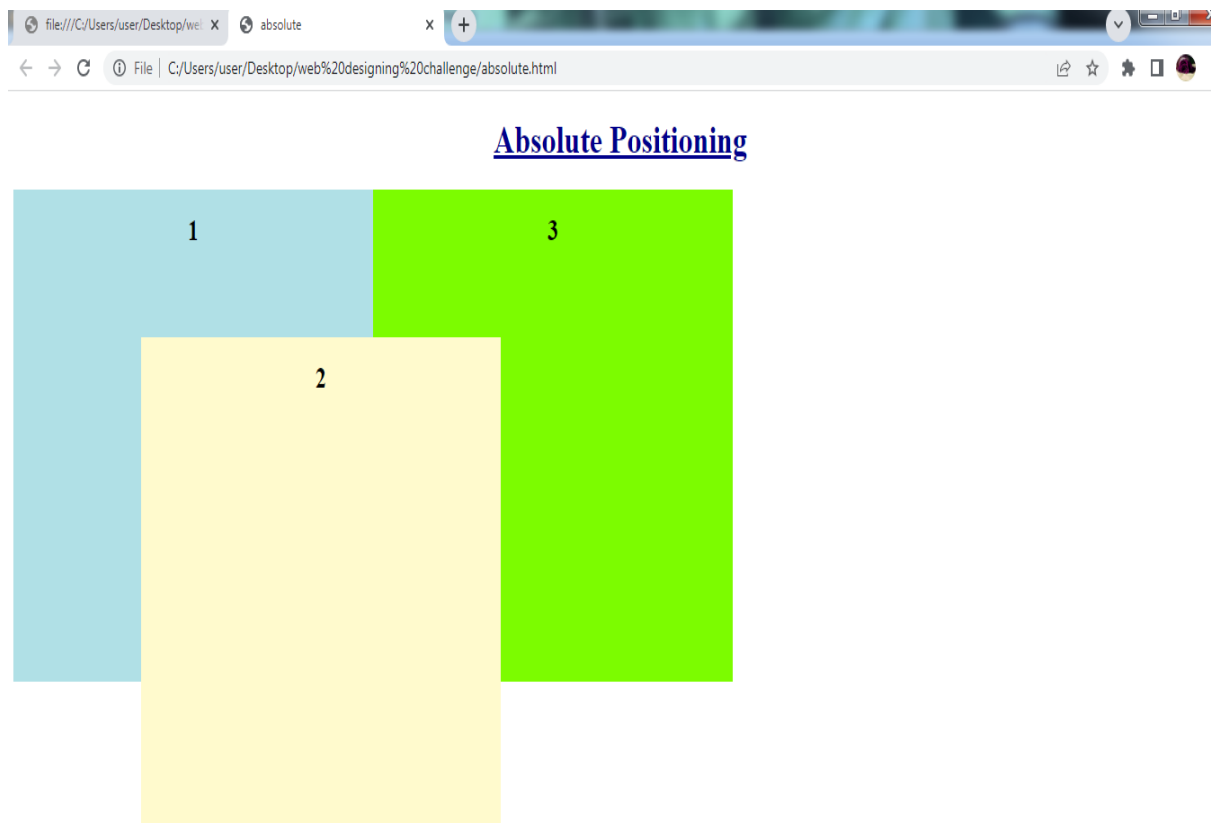 file:///C:/Users/user/Desktop/we
absolute
File
C:/Users/user/Desktop/web%20designing%20challenge/absolute.html
Absolute Positioning
1
3
2